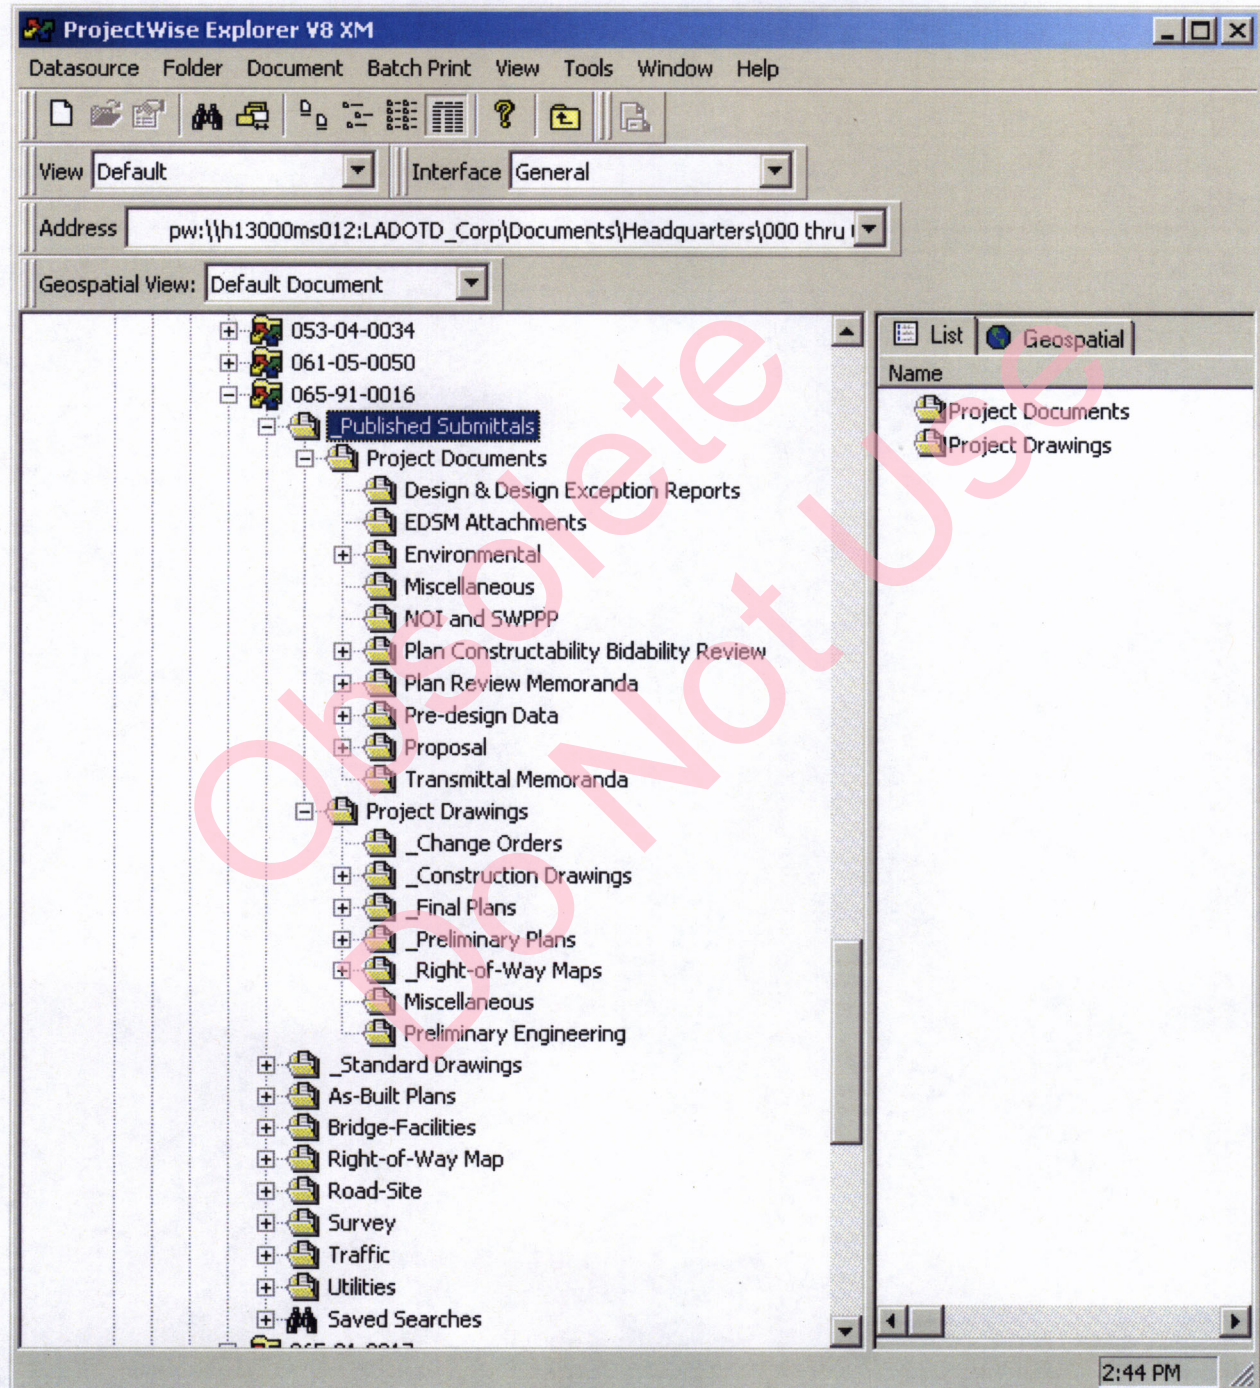 ProjectWise Explorer V8 XM
Datasource Folder Document Batch Print View Tools Window Help
View Default Interface General
Address pw:\\h13000ms012:LADOTD_Corp\Documents\Headquarters\000 thru
Geospatial View: Default Document
053-04-0034
061-05-0050
065-91-0016
_Published Submittals
Project Documents
Design & Design Exception Reports
EDSM Attachments
Environmental
Miscellaneous
NOI and SWPPP
Plan Constructability Bidability Review
Plan Review Memoranda
Pre-design Data
Proposal
Transmittal Memoranda
Project Drawings
_Change Orders
_Construction Drawings
_Final Plans
_Preliminary Plans
_Right-of-Way Maps
Miscellaneous
Preliminary Engineering
_Standard Drawings
As-Built Plans
Bridge-Facilities
Right-of-Way Map
Road-Site
Survey
Traffic
Utilities
Saved Searches
List Geospatial
Name
Project Documents
Project Drawings
2:44 PM
Obsolete
Do Not Use